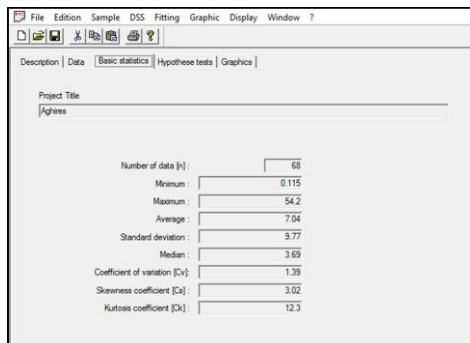 File Edition Sample DSS Fitting Graphic Display Window ?
Description Data Basic statistics Hypothese tests Graphics
Project Title
Aghires
Number of data [n] : 68
Minimum : 0.115
Maximum : 54.2
Average : 7.04
Standard deviation : 9.77
Median : 3.69
Coefficient of variation [Cv]: 1.39
Skewness coefficient [Cs] : 3.02
Kurtosis coefficient [Ck] : 12.3